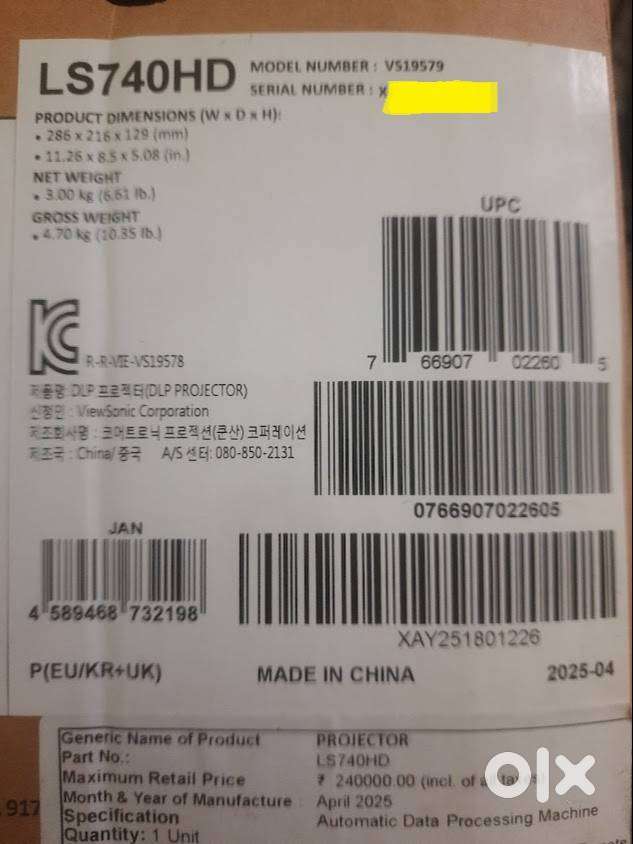 LS740HD
MODEL NUMBER : VS19579
SERIAL NUMBER : X
PRODUCT DIMENSIONS (W x D x H):
• 286 x 216 x 129 (mm)
• 11.26 x 8.5 x 5.08 (in.)
NET WEIGHT
• 3.00 kg (6.61 lb.)
GROSS WEIGHT
• 4.70 kg (10.35 lb.)
UPC
7 66907 02260 5
R-R-VIE-VS19578
제품명: DLP 프로젝터(DLP PROJECTOR)
신청인 : ViewSonic Corporation
제조회사명 : 코어트로닉 프로젝션(쿤산) 코퍼레이션
제조국 : China/중국 A/S 센터: 080-850-2131
0766907022605
JAN
4 589468 732198
XAY251801226
P(EU/KR+UK)
MADE IN CHINA
2025-04
Generic Name of Product PROJECTOR
Part No.: LS740HD
Maximum Retail Price ₹ 240000.00 (incl. of all taxes)
Month & Year of Manufacture : April 2025
Specification Automatic Data Processing Machine
Quantity: 1 Unit
.917
olx